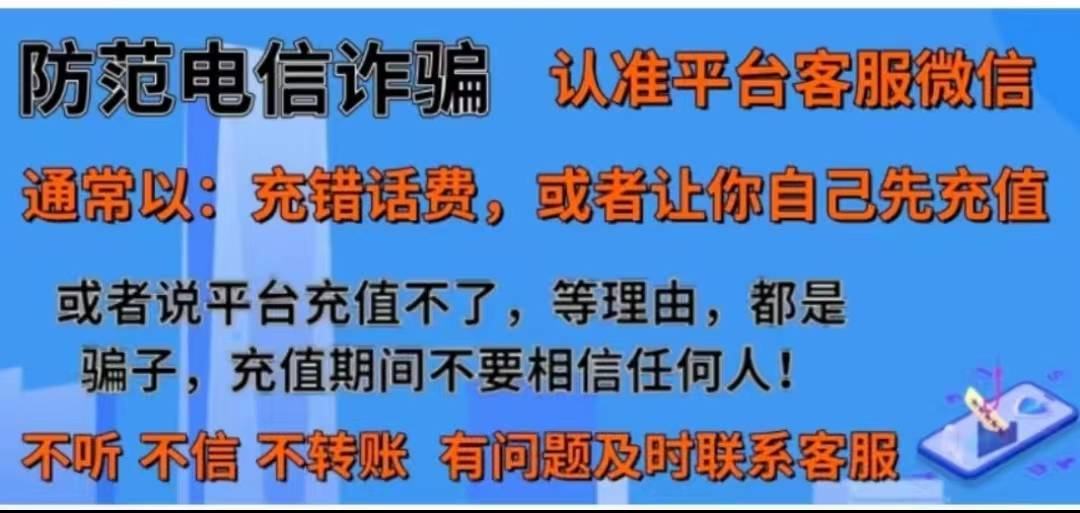 防范电信诈骗 认准平台客服微信
通常以：充错话费，或者让你自己先充值
或者说平台充值不了，等理由，都是
骗子，充值期间不要相信任何人！
不听 不信 不转账 有问题及时联系客服